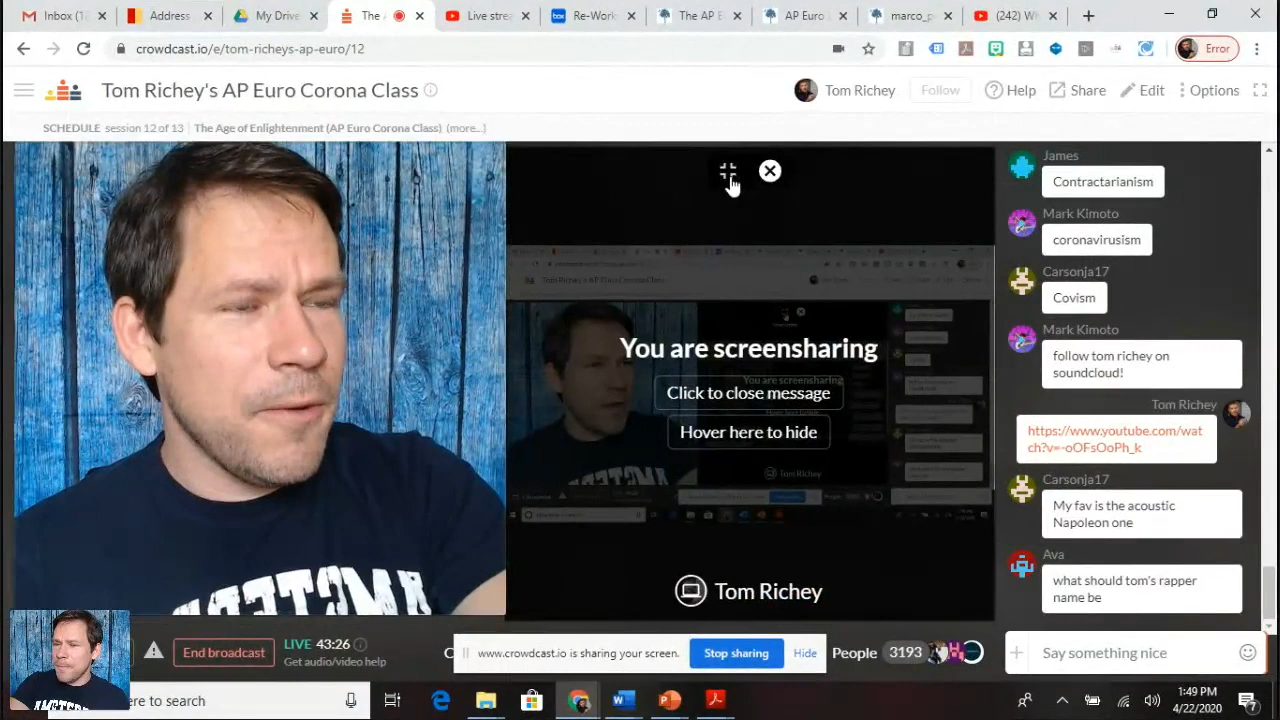 Inbox (1
Address
My Drive
The A
Live strea
Re-Work
The AP E
AP Euro
marco_p
(242) W
crowdcast.io/e/tom-richeys-ap-euro/12
Error
Tom Richey's AP Euro Corona Class
Tom Richey
Follow
Help
Share
Edit
Options
SCHEDULE session 12 of 13 The Age of Enlightenment (AP Euro Corona Class) (more...)
You are screensharing
Click to close message
Hover here to hide
Tom Richey
James
Contractarianism
Mark Kimoto
coronavirusism
Carsonja17
Covism
Mark Kimoto
follow tom richey on
soundcloud!
Tom Richey
https://www.youtube.com/wat
ch?v=-oOFsOoPh_k
Carsonja17
My fav is the acoustic
Napoleon one
Ava
what should tom's rapper
name be
End broadcast
LIVE 43:26
Get audio/video help
www.crowdcast.io is sharing your screen.
Stop sharing
Hide
People 3193
Say something nice
re to search
1:49 PM
4/22/2020
7